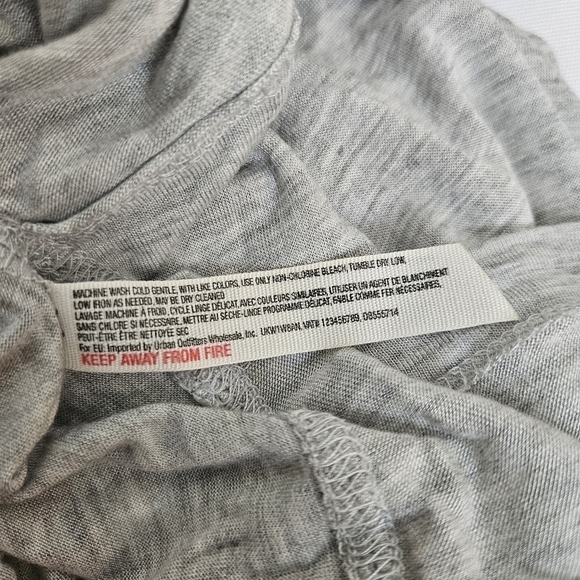 MACHINE WASH COLD GENTLE, WITH LIKE COLORS, USE ONLY NON-CHLORINE BLEACH, TUMBLE DRY LOW,
LOW IRON AS NEEDED, MAY BE DRY CLEANED
LAVAGE MACHINE À FROID, CYCLE LINGE DÉLICAT, AVEC COULEURS SIMILAIRES, UTILISER UN AGENT DE BLANCHIMENT
SANS CHLORE SI NÉCESSAIRE, METTRE AU SÈCHE-LINGE PROGRAMME DÉLICAT, FAIBLE COMME FER NÉCESSAIRES,
PEUT-ÊTRE ÊTRE NETTOYÉE SEC
For EU: Imported by Urban Outfitters Wholesale, Inc. UKW1W8AN, VAT# 123456789, D8555714
KEEP AWAY FROM FIRE